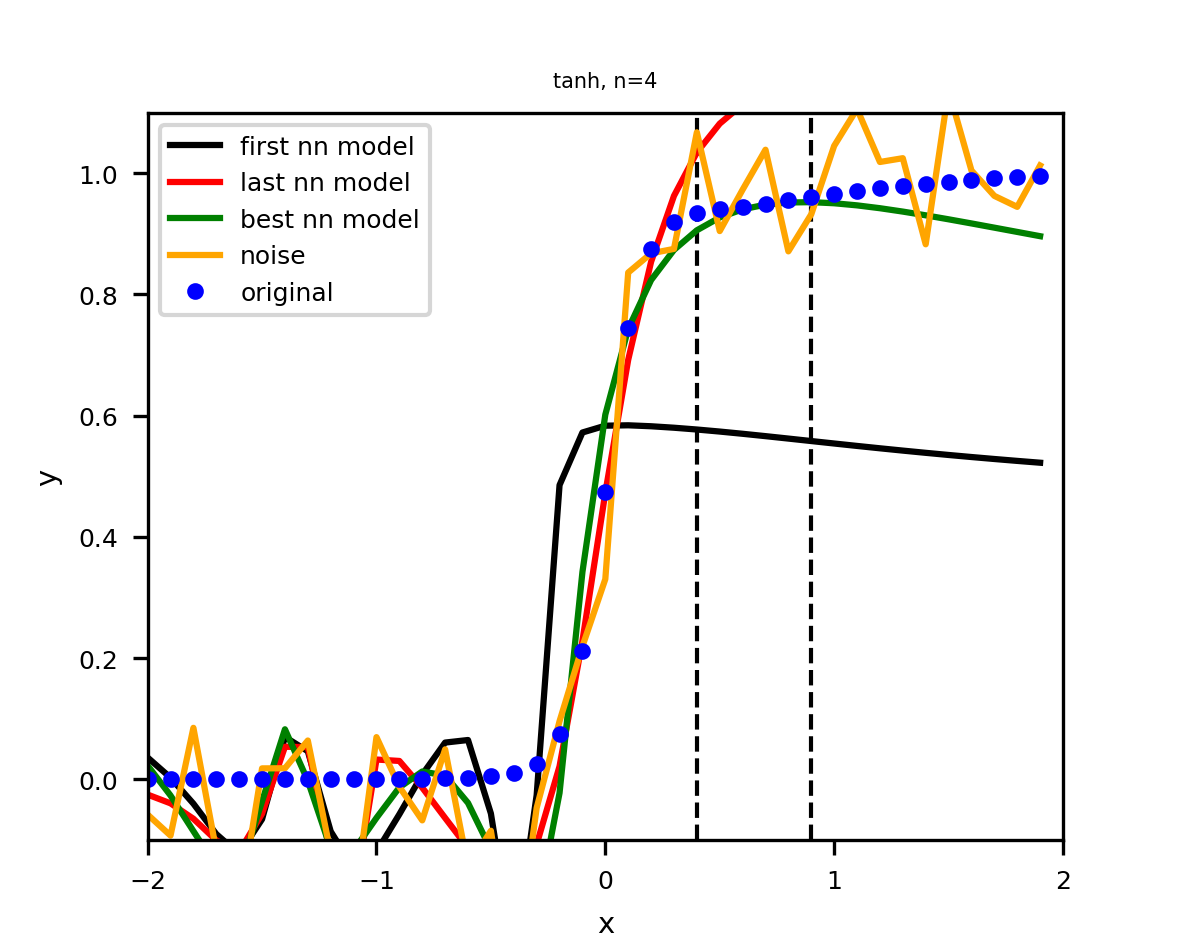 tanh, n=4
first nn model
last nn model
best nn model
noise
original
y
1.0
0.8
0.6
0.4
0.2
0.0
−2 −1 0 1 2
x